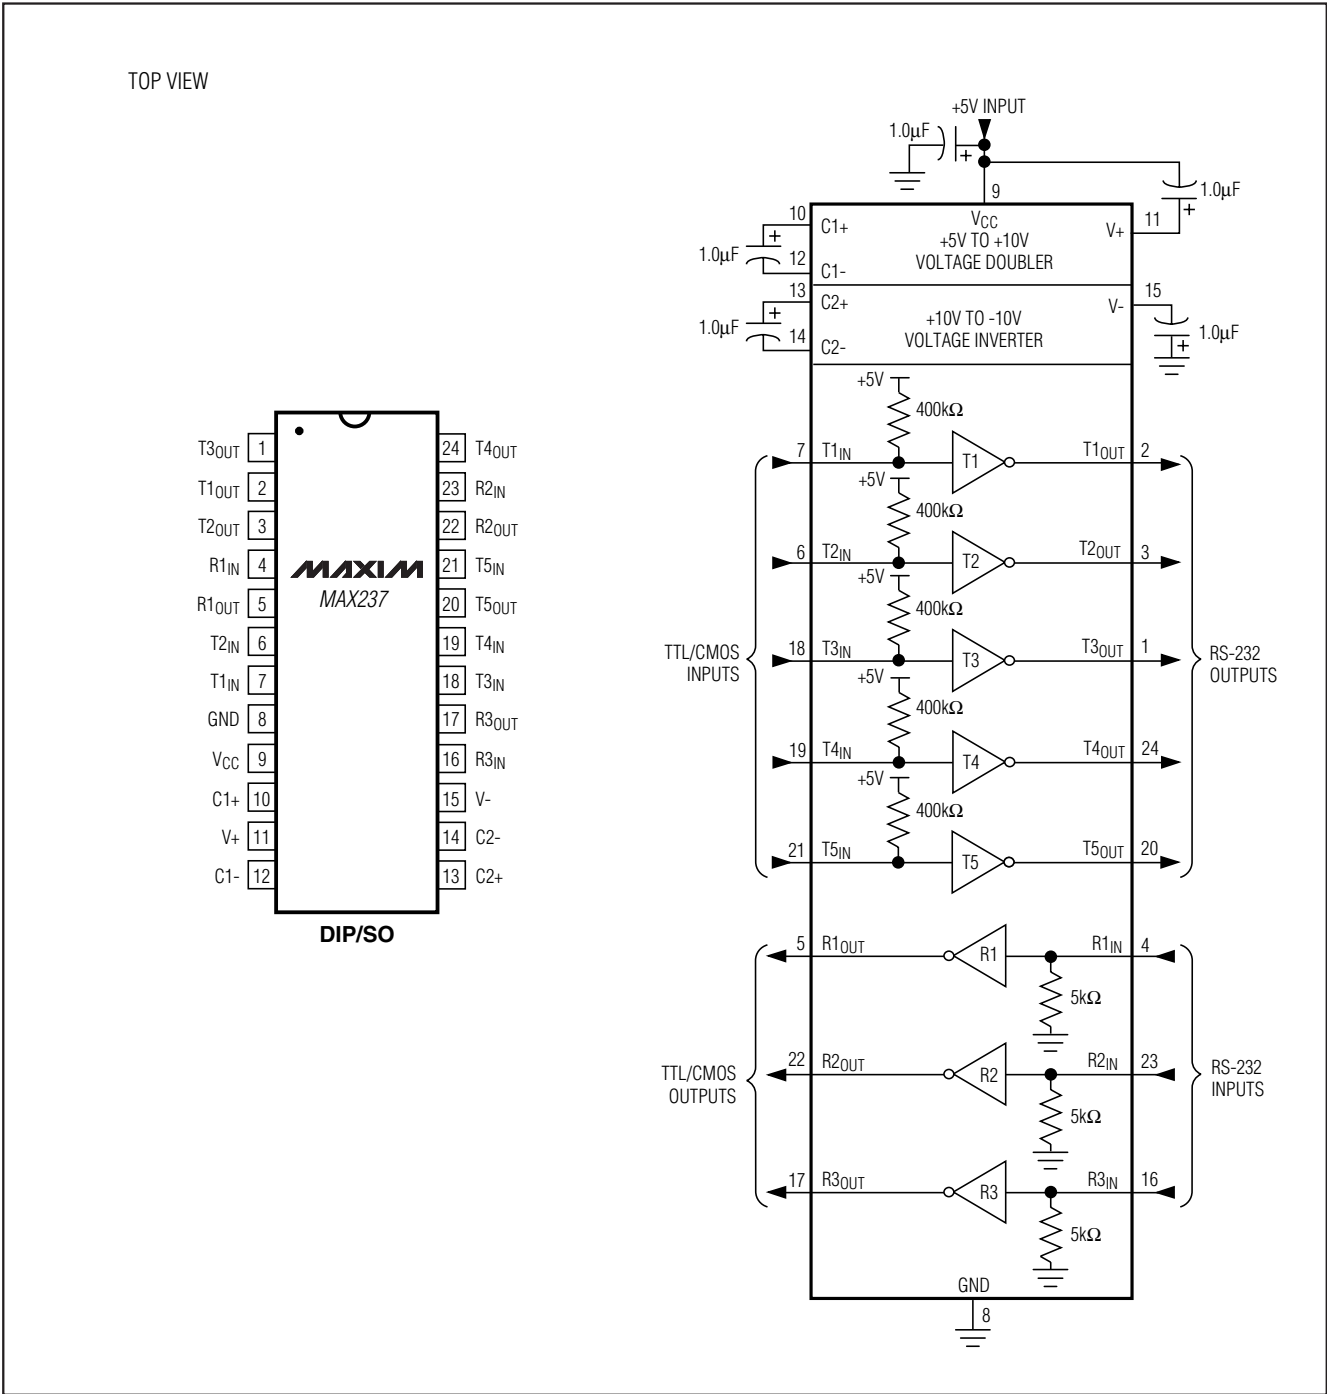 TOP VIEW
T3OUT 1
T1OUT 2
T2OUT 3
R1IN 4
R1OUT 5
T2IN 6
T1IN 7
GND 8
VCC 9
C1+ 10
V+ 11
C1- 12
24 T4OUT
23 R2IN
22 R2OUT
21 T5IN
20 T5OUT
19 T4IN
18 T3IN
17 R3OUT
16 R3IN
15 V-
14 C2-
13 C2+
MAXIM
MAX237
DIP/SO
+5V INPUT
1.0µF
+
9
1.0µF
+
10 C1+
VCC
+5V TO +10V
VOLTAGE DOUBLER
V+ 11
1.0µF
+
12 C1-
13 C2+
+10V TO -10V
VOLTAGE INVERTER
V- 15
1.0µF
+
1.0µF
+
14 C2-
+5V
400kΩ
7 T1IN T1 T1OUT 2
+5V
400kΩ
6 T2IN T2 T2OUT 3
+5V
400kΩ
18 T3IN T3 T3OUT 1
TTL/CMOS
INPUTS
RS-232
OUTPUTS
+5V
400kΩ
19 T4IN T4 T4OUT 24
+5V
400kΩ
21 T5IN T5 T5OUT 20
5 R1OUT R1 R1IN 4
5kΩ
22 R2OUT R2 R2IN 23
TTL/CMOS
OUTPUTS
RS-232
INPUTS
5kΩ
17 R3OUT R3 R3IN 16
5kΩ
GND
8